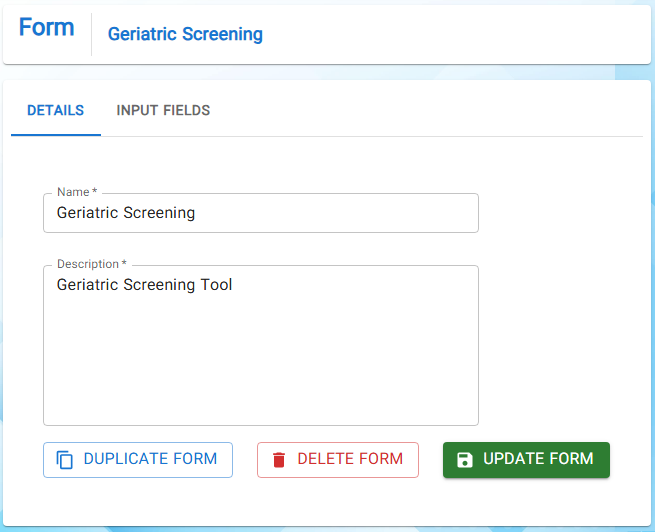 Form
Geriatric Screening
DETAILS
INPUT FIELDS
Name *
Geriatric Screening
Description *
Geriatric Screening Tool
DUPLICATE FORM
DELETE FORM
UPDATE FORM